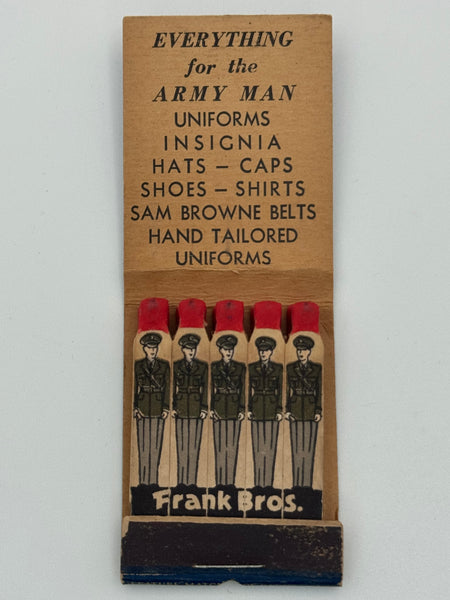 EVERYTHING
for the
ARMY MAN
UNIFORMS
INSIGNIA
HATS – CAPS
SHOES – SHIRTS
SAM BROWNE BELTS
HAND TAILORED
UNIFORMS
Frank Bros.